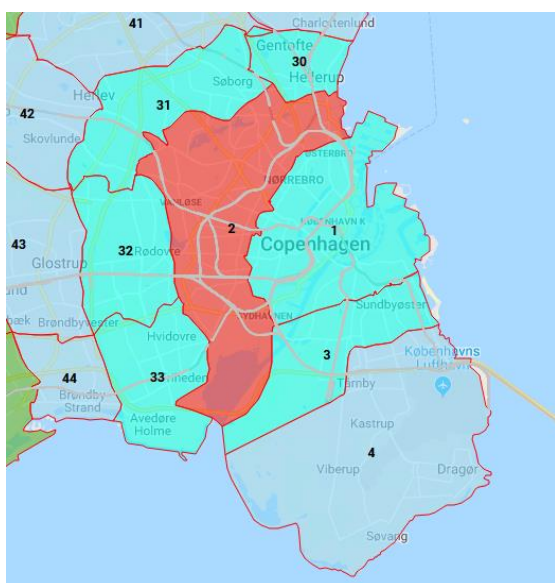 41
Charlottenlund
Gentofte
30
Hellerup
31
Søborg
Herlev
42
Skovlunde
ØSTERBRO
NØRREBRO
VANLØSE
2
KØBENHAVN K
1
Copenhagen
43
32
Rødovre
Glostrup
Sundbyøster
SYDHAVNEN
Brøndbyvester
Hvidovre
3
Københavns
Lufthavn
44
33
Tårnby
Brøndby
Strand
Avedøre
Holme
Kastrup
4
Viberup
Dragør
Søvang